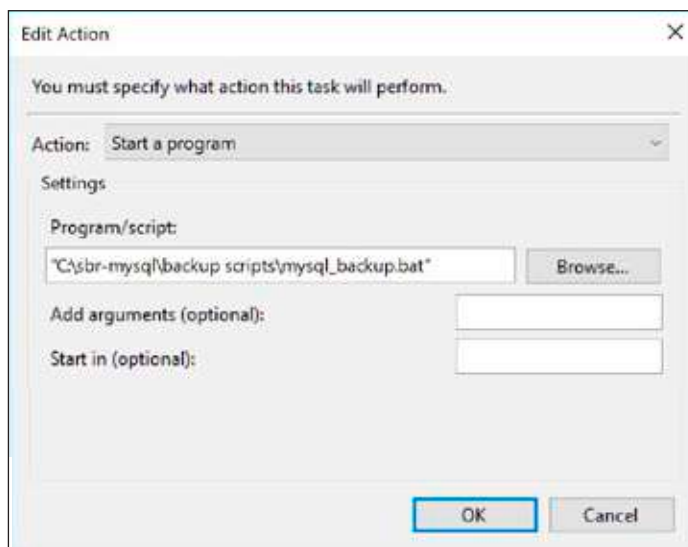 Edit Action
You must specify what action this task will perform.
Action: Start a program
Settings
Program/script:
"C:\sbr-mysql\backup scripts\mysql_backup.bat" Browse...
Add arguments (optional):
Start in (optional):
OK Cancel